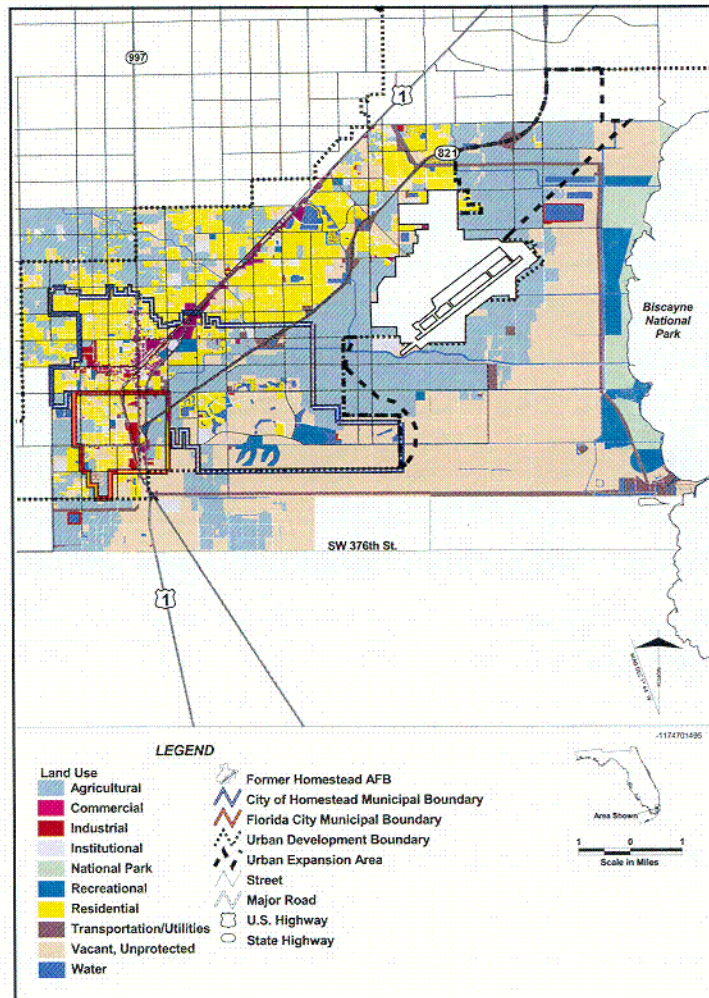 997
1
821
Biscayne
National
Park
SW 376th St.
1
NORTH
-1174701495
LEGEND
Land Use
Agricultural
Commercial
Industrial
Institutional
National Park
Recreational
Residential
Transportation/Utilities
Vacant, Unprotected
Water
Former Homestead AFB
City of Homestead Municipal Boundary
Florida City Municipal Boundary
Urban Development Boundary
Urban Expansion Area
Street
Major Road
U.S. Highway
State Highway
Area Shown
1 0 1
Scale in Miles